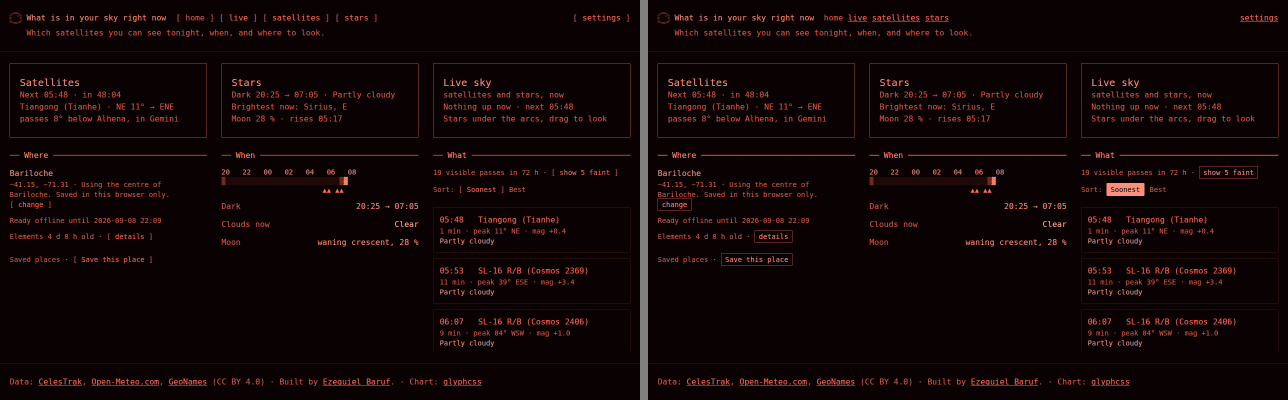 What is in your sky right now [ home ] [ live ] [ satellites ] [ stars ] [ settings ]
Which satellites you can see tonight, when, and where to look.
Satellites
Next 05:48 · in 48:04
Tiangong (Tianhe) · NE 11° → ENE
passes 8° below Alhena, in Gemini
Stars
Dark 20:25 → 07:05 · Partly cloudy
Brightest now: Sirius, E
Moon 28 % · rises 05:17
Live sky
satellites and stars, now
Nothing up now · next 05:48
Stars under the arcs, drag to look
Where
Bariloche
−41.15, −71.31 · Using the centre of
Bariloche. Saved in this browser only.
[ change ]
Ready offline until 2026-09-08 22:09
Elements 4 d 8 h old · [ details ]
Saved places · [ Save this place ]
When
20 22 00 02 04 06 08
▲▲ ▲▲
Dark 20:25 → 07:05
Clouds now Clear
Moon waning crescent, 28 %
What
19 visible passes in 72 h · [ show 5 faint ]
Sort: [ Soonest ] Best
05:48 Tiangong (Tianhe)
1 min · peak 11° NE · mag +0.4
Partly cloudy
05:53 SL-16 R/B (Cosmos 2369)
11 min · peak 39° ESE · mag +3.4
Partly cloudy
06:07 SL-16 R/B (Cosmos 2406)
9 min · peak 84° WSW · mag +1.0
Partly cloudy
Data: CelesTrak, Open-Meteo.com, GeoNames (CC BY 4.0) · Built by Ezequiel Baruf. · Chart: glyphcss
What is in your sky right now home live satellites stars settings
Which satellites you can see tonight, when, and where to look.
Satellites
Next 05:48 · in 48:04
Tiangong (Tianhe) · NE 11° → ENE
passes 8° below Alhena, in Gemini
Stars
Dark 20:25 → 07:05 · Partly cloudy
Brightest now: Sirius, E
Moon 28 % · rises 05:17
Live sky
satellites and stars, now
Nothing up now · next 05:48
Stars under the arcs, drag to look
Where
Bariloche
−41.15, −71.31 · Using the centre of
Bariloche. Saved in this browser only.
change
Ready offline until 2026-09-08 22:09
Elements 4 d 8 h old · details
Saved places · Save this place
When
20 22 00 02 04 06 08
▲▲ ▲▲
Dark 20:25 → 07:05
Clouds now Clear
Moon waning crescent, 28 %
What
19 visible passes in 72 h · show 5 faint
Sort: Soonest Best
05:48 Tiangong (Tianhe)
1 min · peak 11° NE · mag +0.4
Partly cloudy
05:53 SL-16 R/B (Cosmos 2369)
11 min · peak 39° ESE · mag +3.4
Partly cloudy
06:07 SL-16 R/B (Cosmos 2406)
9 min · peak 84° WSW · mag +1.0
Partly cloudy
Data: CelesTrak, Open-Meteo.com, GeoNames (CC BY 4.0) · Built by Ezequiel Baruf. · Chart: glyphcss